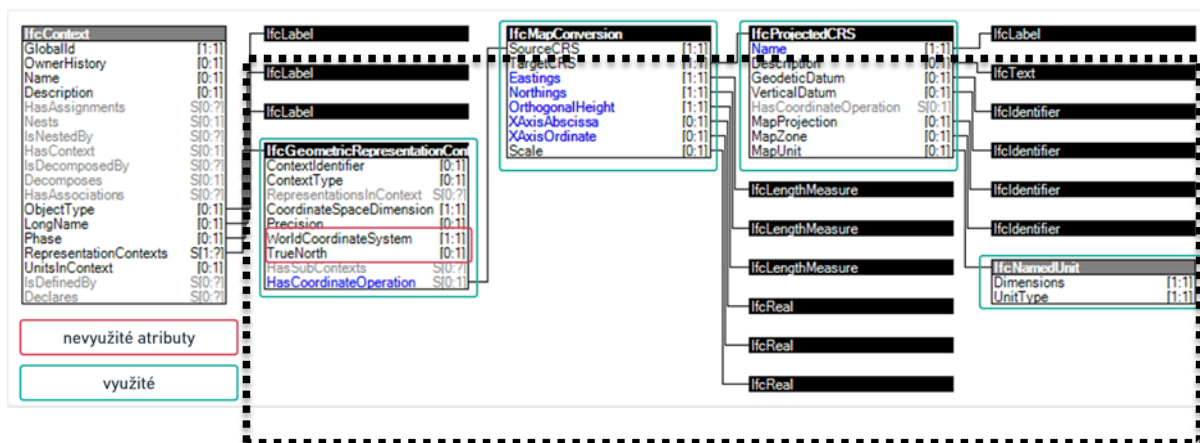 IfcContext
GlobalId [1:1]
OwnerHistory [0:1]
Name [0:1]
Description [0:1]
HasAssignments S[0:?]
Nests S[0:1]
IsNestedBy S[0:?]
HasContext S[0:1]
IsDecomposedBy S[0:?]
Decomposes S[0:1]
HasAssociations S[0:?]
ObjectType [0:1]
LongName [0:1]
Phase [0:1]
RepresentationContexts S[1:?]
UnitsInContext [0:1]
IsDefinedBy S[0:?]
Declares S[0:?]
nevyužité atributy
využité
IfcLabel
IfcLabel
IfcLabel
IfcGeometricRepresentationCon
ContextIdentifier [0:1]
ContextType [0:1]
RepresentationsInContext S[0:?]
CoordinateSpaceDimension [1:1]
Precision [0:1]
WorldCoordinateSystem [1:1]
TrueNorth [0:1]
HasSubContexts S[0:?]
HasCoordinateOperation S[0:1]
IfcMapConversion
SourceCRS [1:1]
TargetCRS [1:1]
Eastings [1:1]
Northings [1:1]
OrthogonalHeight [1:1]
XAxisAbscissa [0:1]
XAxisOrdinate [0:1]
Scale [0:1]
IfcProjectedCRS
Name [1:1]
Description [0:1]
GeodeticDatum [0:1]
VerticalDatum [0:1]
HasCoordinateOperation S[0:1]
MapProjection [0:1]
MapZone [0:1]
MapUnit [0:1]
IfcLengthMeasure
IfcLengthMeasure
IfcLengthMeasure
IfcReal
IfcReal
IfcReal
IfcLabel
IfcText
IfcIdentifier
IfcIdentifier
IfcIdentifier
IfcIdentifier
IfcNamedUnit
Dimensions [1:1]
UnitType [1:1]